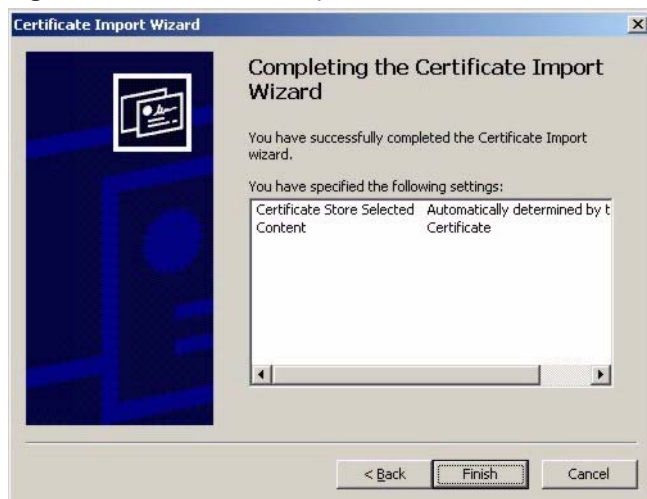 Certificate Import Wizard
Completing the Certificate Import
Wizard
You have successfully completed the Certificate Import
wizard.
You have specified the following settings:
Certificate Store Selected Automatically determined by t
Content Certificate
< Back Finish Cancel